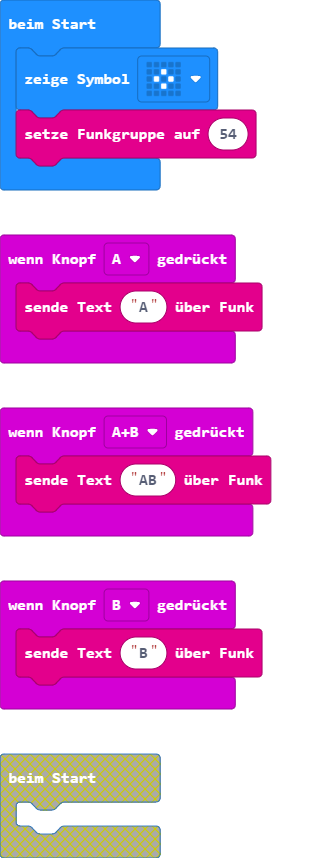 beim Start
zeige Symbol
setze Funkgruppe auf 54
wenn Knopf A gedrückt
sende Text "A" über Funk
wenn Knopf A+B gedrückt
sende Text "AB" über Funk
wenn Knopf B gedrückt
sende Text "B" über Funk
beim Start